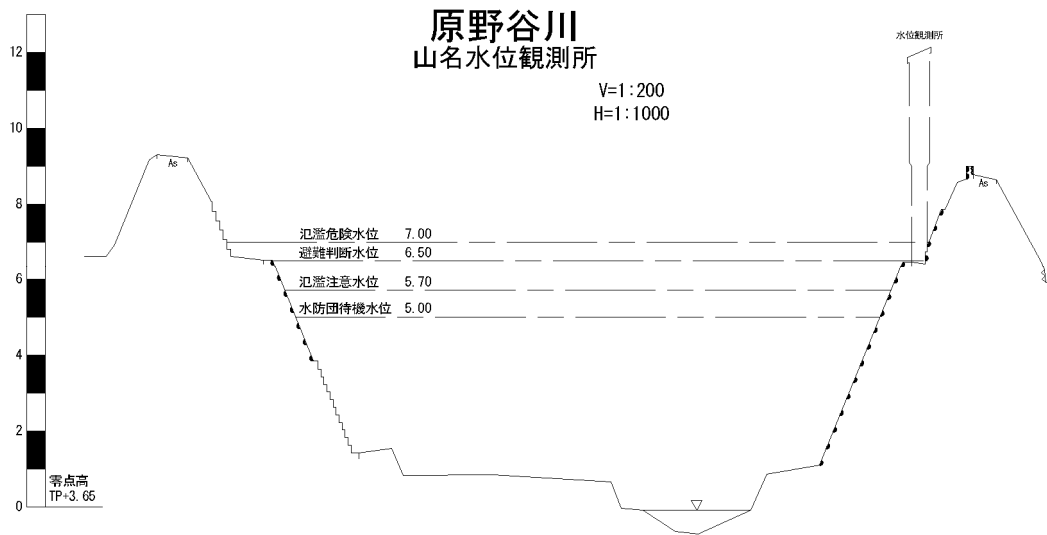 原野谷川
山名水位観測所
水位観測所
V=1:200
H=1:1000
12
10
As
As
8
氾濫危険水位 7.00
避難判断水位 6.50
6
氾濫注意水位 5.70
水防団待機水位 5.00
4
2
零点高
TP+3.65
0